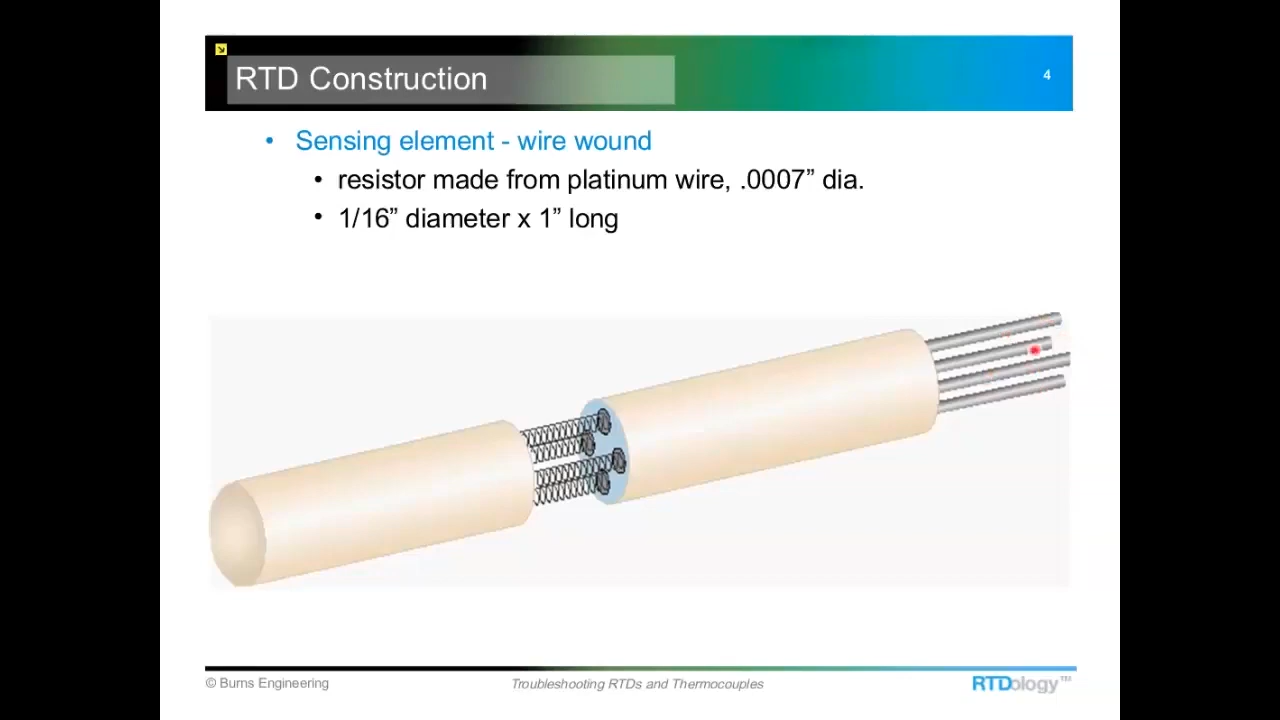 RTD Construction
4
• Sensing element - wire wound
• resistor made from platinum wire, .0007” dia.
• 1/16” diameter x 1” long
© Burns Engineering
Troubleshooting RTDs and Thermocouples
RTDology™